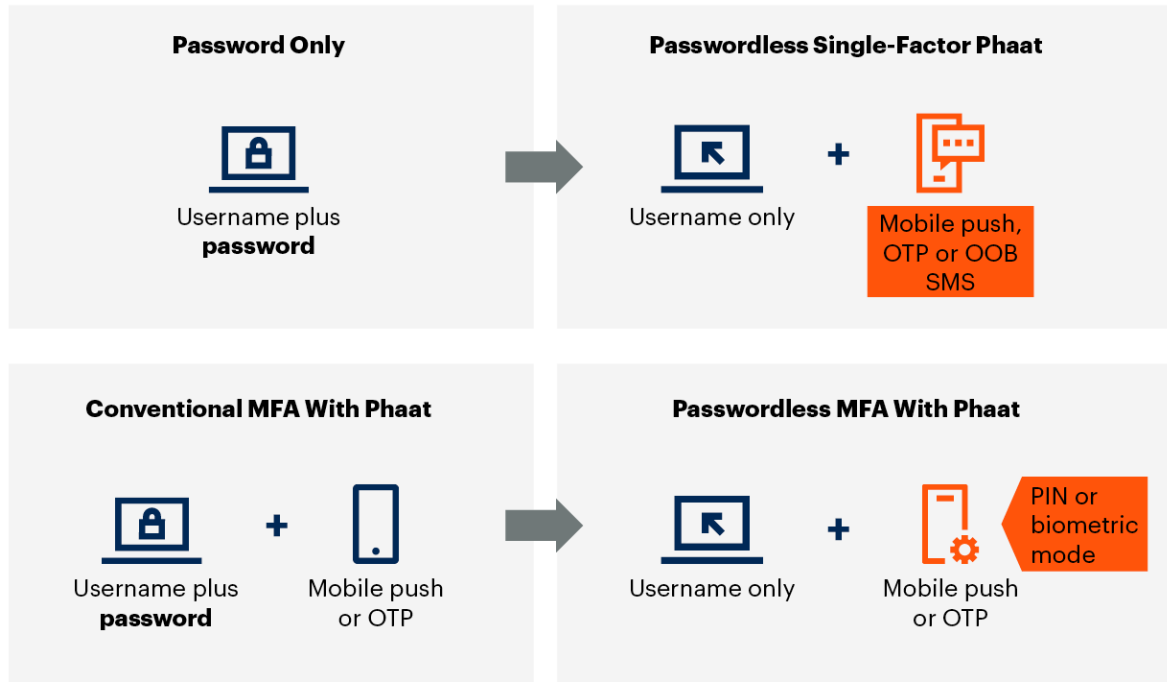 Password Only
Username plus
password
Passwordless Single-Factor Phaat
Username only
+
Mobile push,
OTP or OOB
SMS
Conventional MFA With Phaat
Username plus
password
+
Mobile push
or OTP
Passwordless MFA With Phaat
Username only
+
Mobile push
or OTP
PIN or
biometric
mode